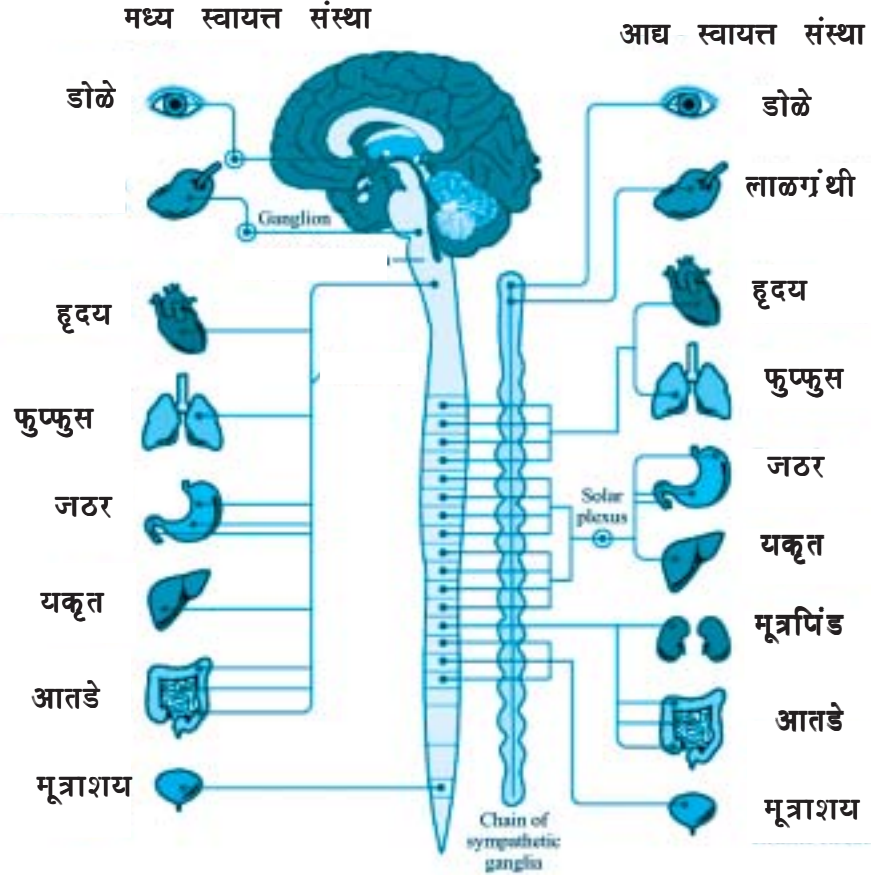 मध्य स्वायत्त संस्था
डोळे
Ganglion
हृदय
फुप्फुस
जठर
यकृत
आतडे
मूत्राशय
आद्य स्वायत्त संस्था
डोळे
लाळग्रंथी
हृदय
फुप्फुस
जठर
Solar
plexus
यकृत
मूत्रपिंड
आतडे
मूत्राशय
Chain of
sympathetic
ganglia